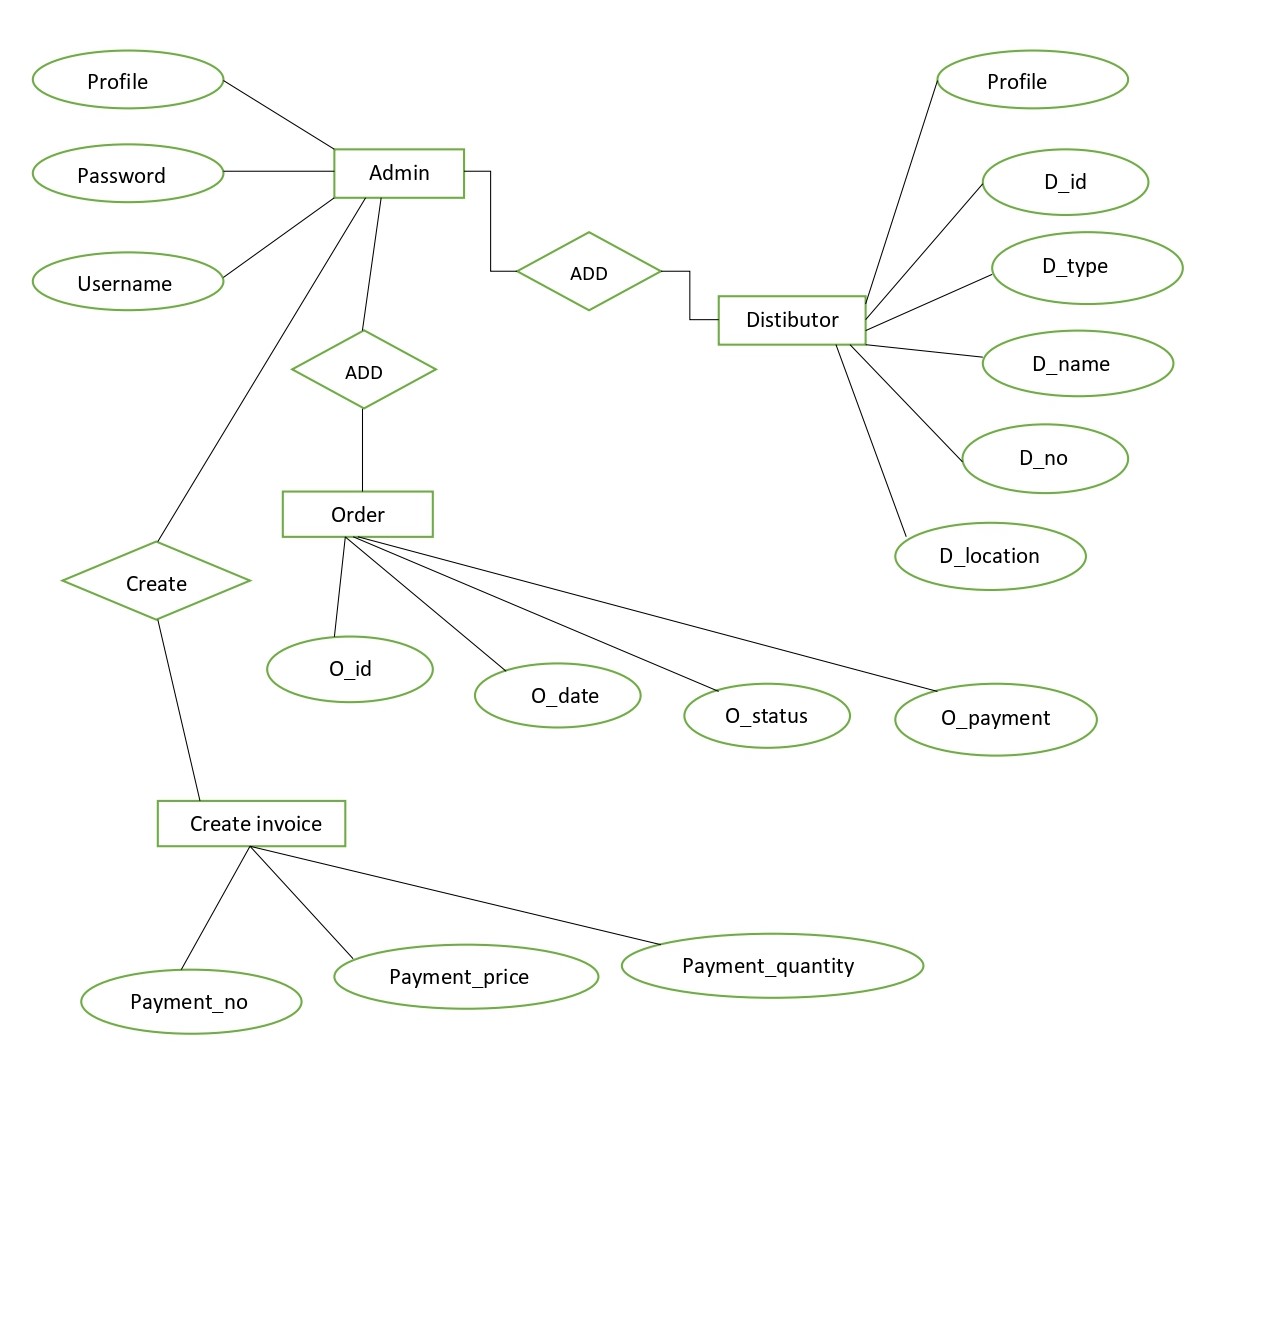 Profile
Profile
Password
Admin
D_id
Username
ADD
D_type
Distibutor
ADD
D_name
D_no
Order
Create
D_location
O_id
O_date
O_status
O_payment
Create invoice
Payment_no
Payment_price
Payment_quantity